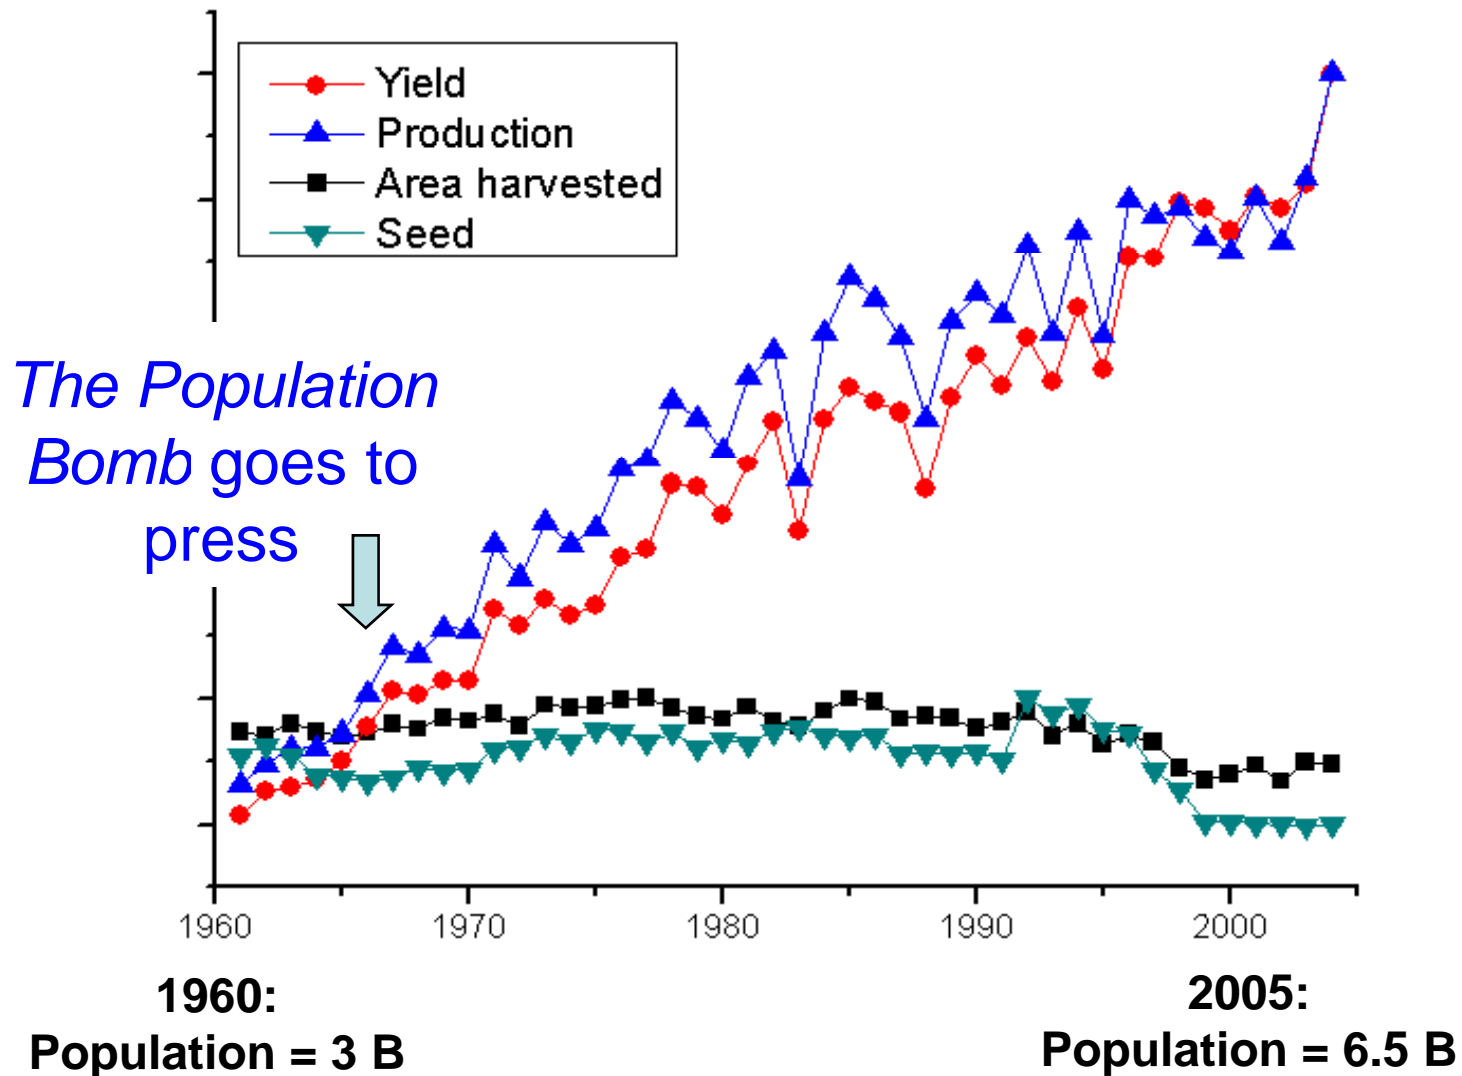 Yield
Production
Area harvested
Seed
The Population
Bomb goes to
press
1960
1970
1980
1990
2000
1960:
Population = 3 B
2005:
Population = 6.5 B